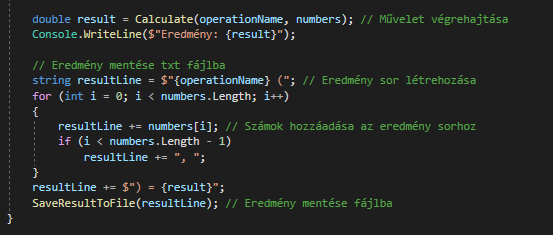 double result = Calculate(operationName, numbers); // Művelet végrehajtása
Console.WriteLine($"Eredmény: {result}");
// Eredmény mentése txt fájlba
string resultLine = $"{operationName} ("; // Eredmény sor létrehozása
for (int i = 0; i < numbers.Length; i++)
{
resultLine += numbers[i]; // Számok hozzáadása az eredmény sorhoz
if (i < numbers.Length - 1)
resultLine += ", ";
}
resultLine += $") = {result}";
SaveResultToFile(resultLine); // Eredmény mentése fájlba
}